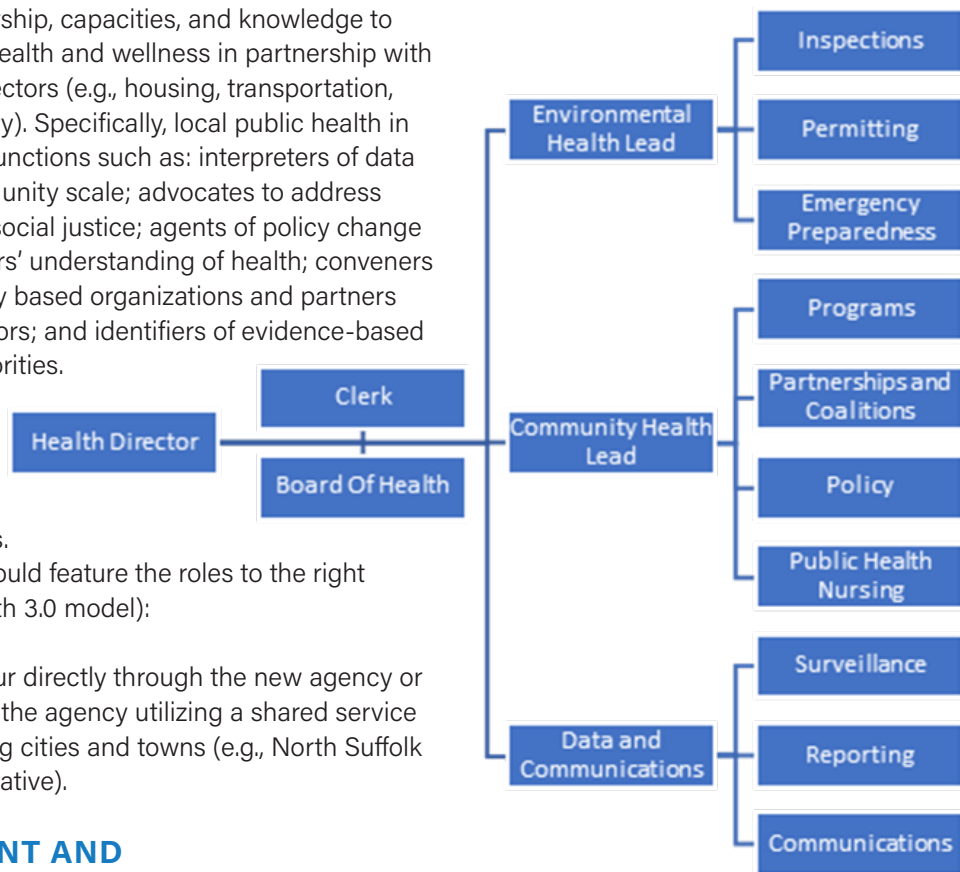 rship, capacities, and knowledge to
ealth and wellness in partnership with
ectors (e.g., housing, transportation,
y). Specifically, local public health in
unctions such as: interpreters of data
unity scale; advocates to address
social justice; agents of policy change
rs' understanding of health; conveners
y based organizations and partners
ors; and identifiers of evidence-based
orities.
s.
ould feature the roles to the right
th 3.0 model):
ur directly through the new agency or
the agency utilizing a shared service
g cities and towns (e.g., North Suffolk
ative).
NT AND
Health Director
Clerk
Board Of Health
Environmental
Health Lead
Inspections
Permitting
Emergency
Preparedness
Community Health
Lead
Programs
Partnerships and
Coalitions
Policy
Public Health
Nursing
Data and
Communications
Surveillance
Reporting
Communications